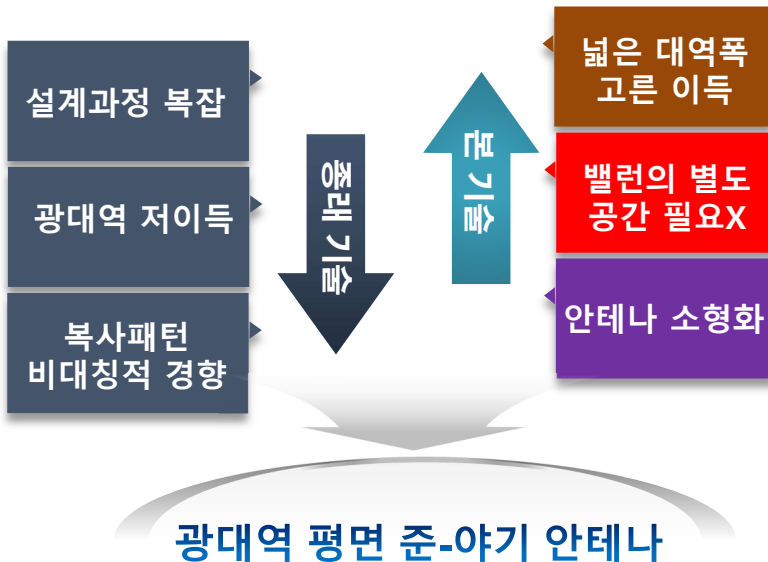 설계과정 복잡
광대역 저이득
복사패턴
비대칭적 경향
종래 기술
본 기술
넓은 대역폭
고른 이득
밸런의 별도
공간 필요X
안테나 소형화
광대역 평면 준-야기 안테나